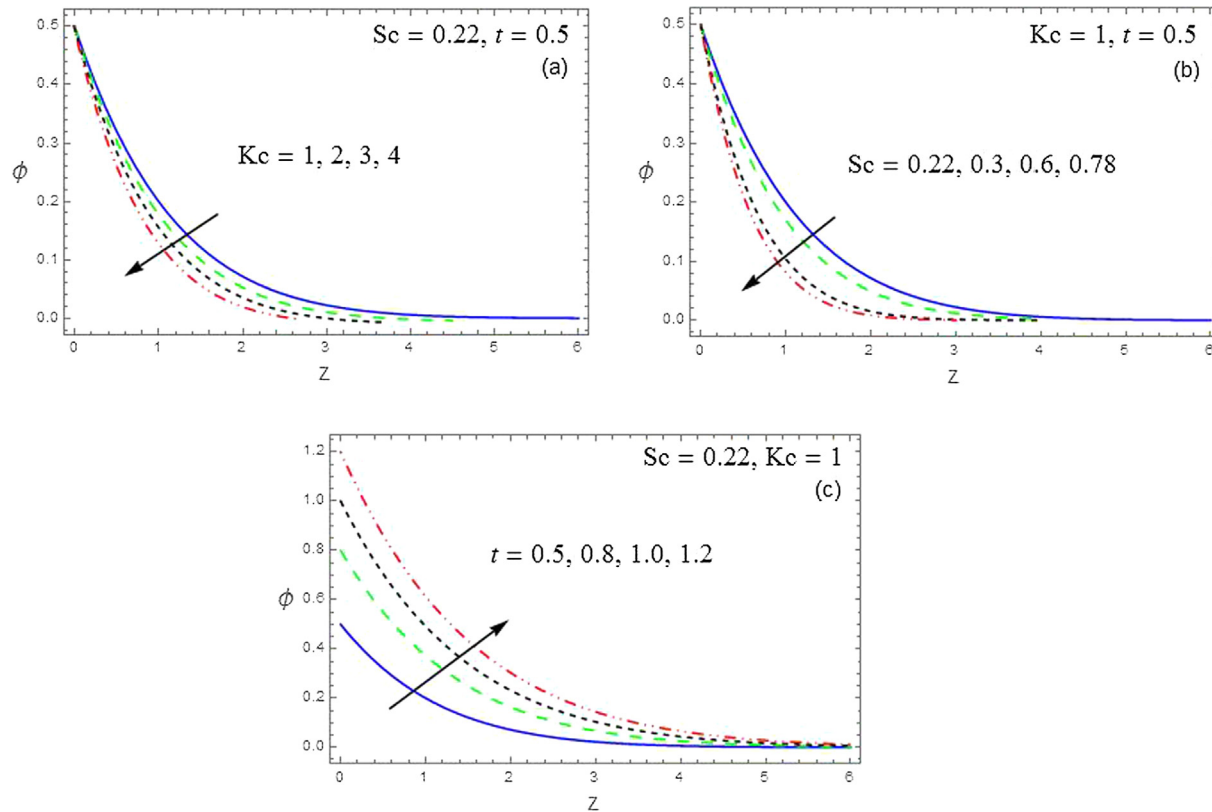 Sc = 0.22, t = 0.5
(a)
Kc = 1, 2, 3, 4
ϕ
0.5
0.4
0.3
0.2
0.1
0.0
0 1 2 3 4 5 6
Z
Kc = 1, t = 0.5
(b)
Sc = 0.22, 0.3, 0.6, 0.78
ϕ
0.5
0.4
0.3
0.2
0.1
0.0
0 1 2 3 4 5 6
Z
Sc = 0.22, Kc = 1
(c)
t = 0.5, 0.8, 1.0, 1.2
ϕ
1.2
1.0
0.8
0.6
0.4
0.2
0.0
0 1 2 3 4 5 6
Z